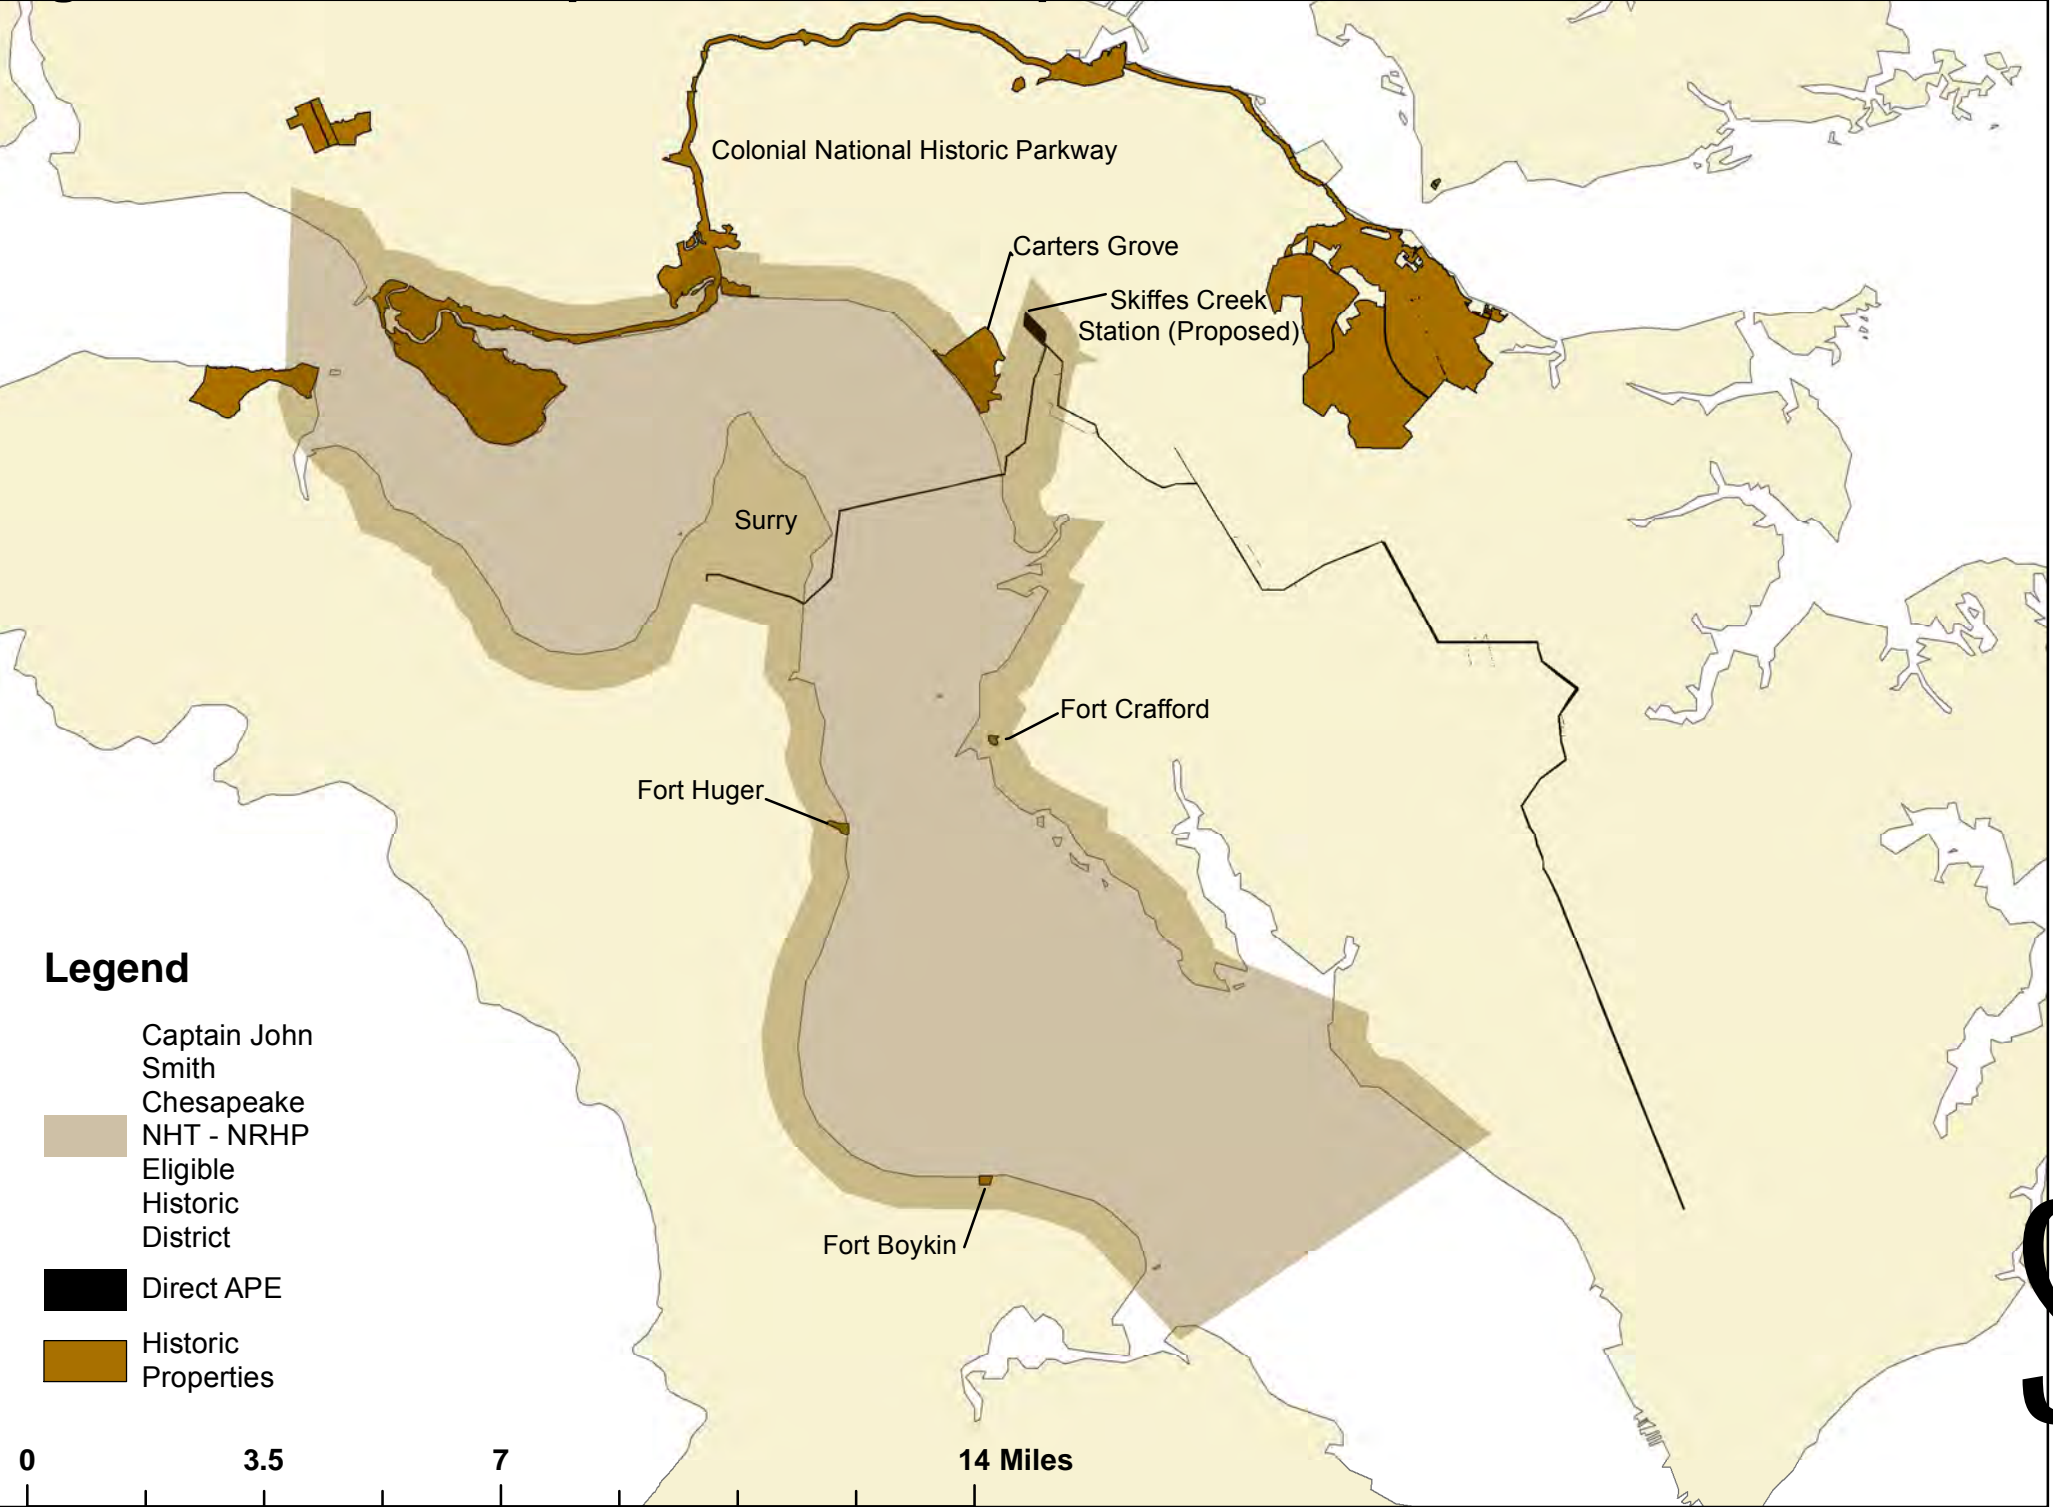 Colonial National Historic Parkway
Carters Grove
Skiffes Creek
Station (Proposed)
Surry
Fort Crafford
Fort Huger
Fort Boykin
Legend
Captain John
Smith
Chesapeake
NHT - NRHP
Eligible
Historic
District
Direct APE
Historic
Properties
0 3.5 7 14 Miles